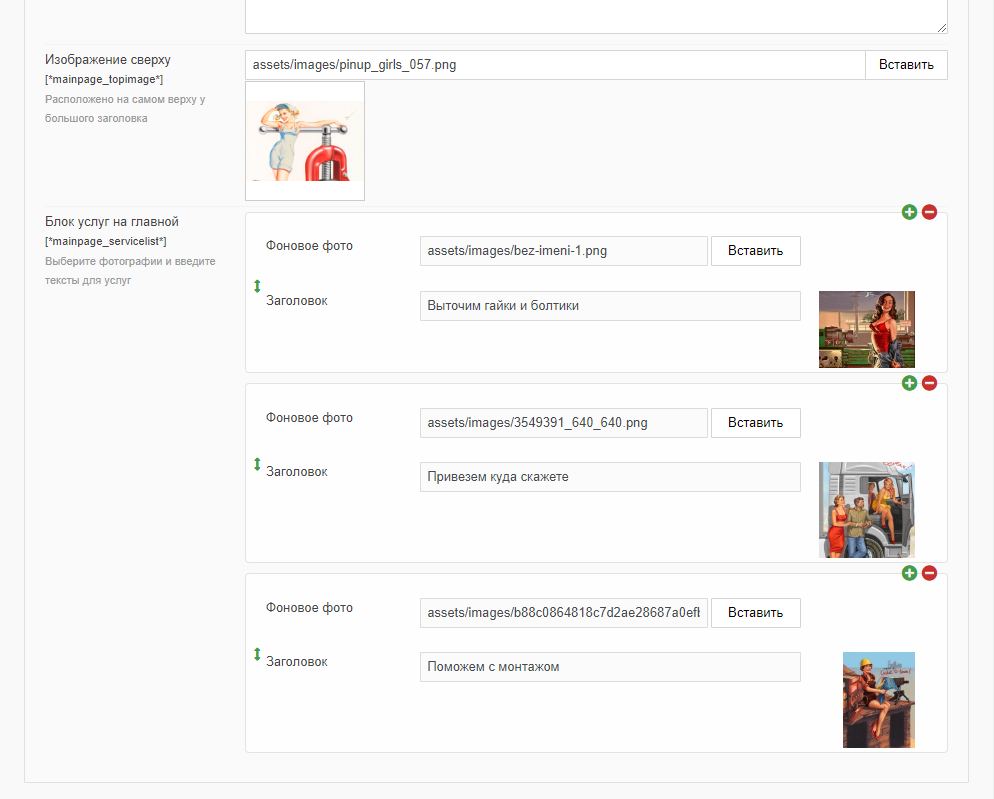 Изображение сверху
[*mainpage_topimage*]
Расположено на самом верху у
большого заголовка
assets/images/pinup_girls_057.png
Вставить
Блок услуг на главной
[*mainpage_servicelist*]
Выберите фотографии и введите
тексты для услуг
Фоновое фото
assets/images/bez-imeni-1.png
Вставить
Заголовок
Выточим гайки и болтики
Фоновое фото
assets/images/3549391_640_640.png
Вставить
Заголовок
Привезем куда скажете
Фоновое фото
assets/images/b88c0864818c7d2ae28687a0eft
Вставить
Заголовок
Поможем с монтажом